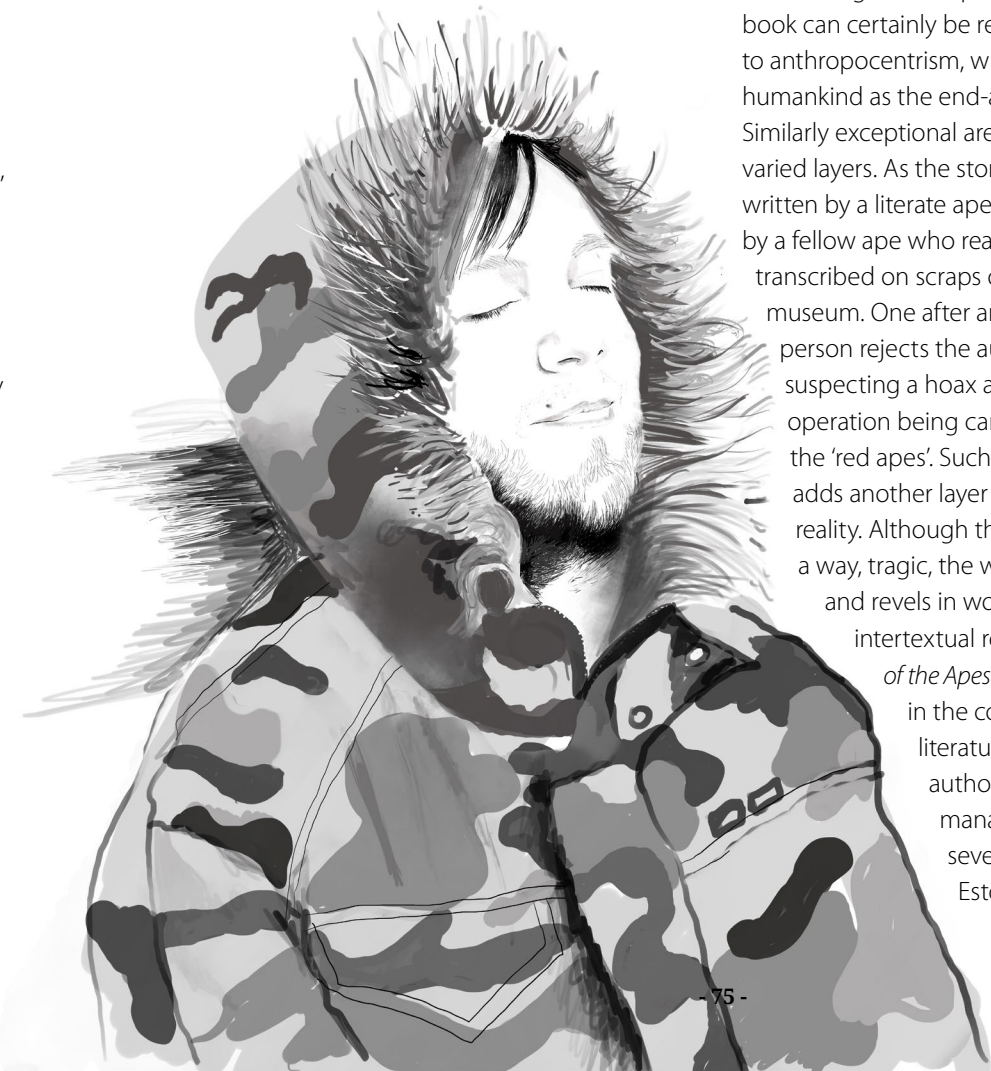 book can certainly be re
to anthropocentrism, w
humankind as the end-a
Similarly exceptional are
varied layers. As the stor
written by a literate ape
by a fellow ape who rea
transcribed on scraps o
museum. One after an
person rejects the au
suspecting a hoax a
operation being car
the ‘red apes’. Such
adds another layer
reality. Although th
a way, tragic, the w
and revels in wo
intertextual re
of the Apes
in the co
literatu
autho
mana
seve
Esto
- 75 -